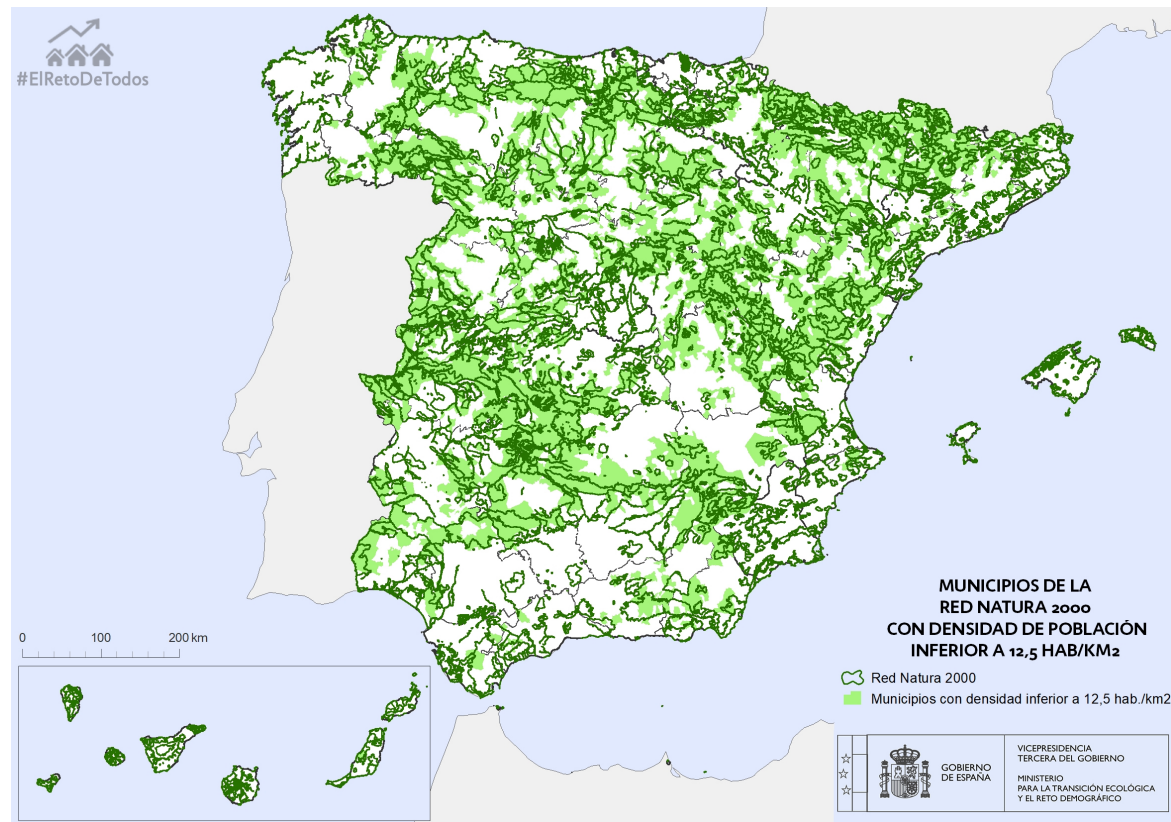 #ElRetoDeTodos
MUNICIPIOS DE LA
RED NATURA 2000
CON DENSIDAD DE POBLACIÓN
INFERIOR A 12,5 HAB/KM2
Red Natura 2000
Municipios con densidad inferior a 12,5 hab./km2
0 100 200 km
GOBIERNO
DE ESPAÑA
VICEPRESIDENCIA
TERCERA DEL GOBIERNO
MINISTERIO
PARA LA TRANSICIÓN ECOLÓGICA
Y EL RETO DEMOGRÁFICO